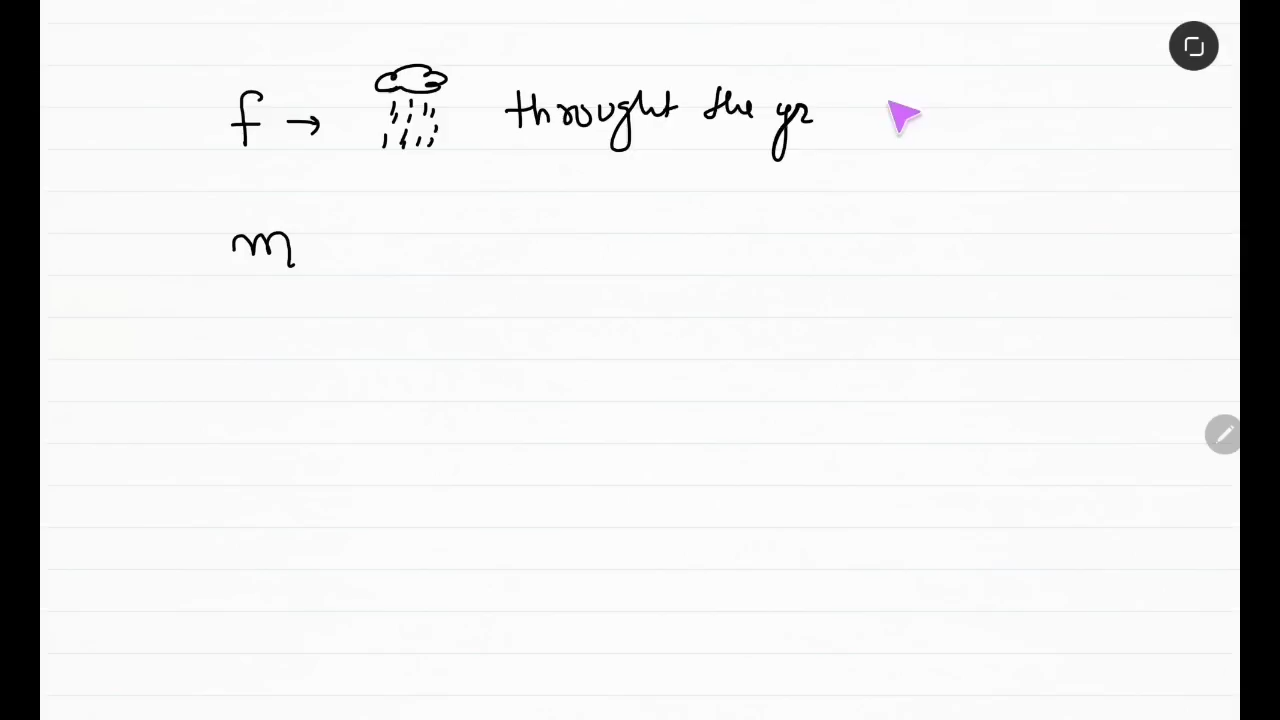 f → throught the yr
m